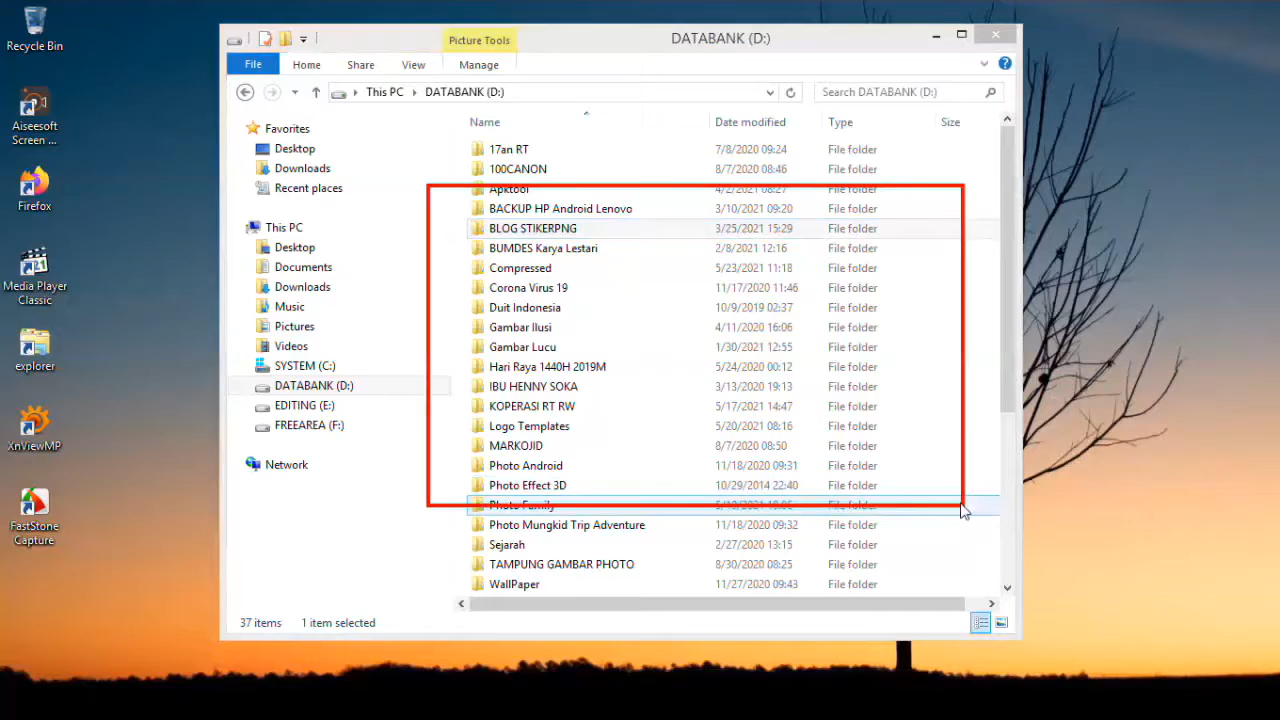 Recycle Bin
Aiseesoft
Screen ...
Firefox
Media Player
Classic
explorer
XnViewMP
FastStone
Capture
Picture Tools
DATABANK (D:)
File
Home
Share
View
Manage
This PC
DATABANK (D:)
Search DATABANK (D:)
Favorites
Desktop
Downloads
Recent places
This PC
Desktop
Documents
Downloads
Music
Pictures
Videos
SYSTEM (C:)
DATABANK (D:)
EDITING (E:)
FREEAREA (F:)
Network
Name Date modified Type Size
17an RT 7/8/2020 09:24 File folder
100CANON 8/7/2020 08:46 File folder
Apktool 4/2/2021 08:27 File folder
BACKUP HP Android Lenovo 3/10/2021 09:20 File folder
BLOG STIKERPNG 3/25/2021 15:29 File folder
BUMDES Karya Lestari 2/8/2021 12:16 File folder
Compressed 5/23/2021 11:18 File folder
Corona Virus 19 11/17/2020 11:46 File folder
Duit Indonesia 10/9/2019 02:37 File folder
Gambar Ilusi 4/11/2020 16:06 File folder
Gambar Lucu 1/30/2021 12:55 File folder
Hari Raya 1440H 2019M 5/24/2020 00:12 File folder
IBU HENNY SOKA 3/13/2020 19:13 File folder
KOPERASI RT RW 5/17/2021 14:47 File folder
Logo Templates 5/20/2021 08:16 File folder
MARKOJID 8/7/2020 08:50 File folder
Photo Android 11/18/2020 09:31 File folder
Photo Effect 3D 10/29/2014 22:40 File folder
Photo Family File folder
Photo Mungkid Trip Adventure 11/18/2020 09:32 File folder
Sejarah 2/27/2020 13:15 File folder
TAMPUNG GAMBAR PHOTO 8/30/2020 08:25 File folder
WallPaper 11/27/2020 09:43 File folder
37 items 1 item selected